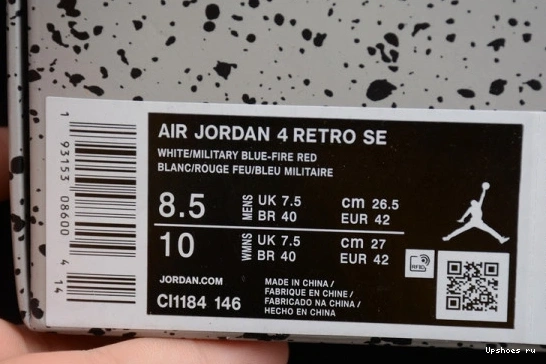 AIR JORDAN 4 RETRO SE
WHITE/MILITARY BLUE-FIRE RED
BLANC/ROUGE FEU/BLEU MILITAIRE
8.5 MENS UK 7.5 cm 26.5
BR 40 EUR 42
10 WMNS UK 7.5 cm 27
BR 40 EUR 42
JORDAN.COM
CI1184 146
MADE IN CHINA /
FABRIQUE EN CHINE /
FABRICADO NA CHINA /
HECHO EN CHINA
RFID
1 93153 08600 4 14
Upshoes ru